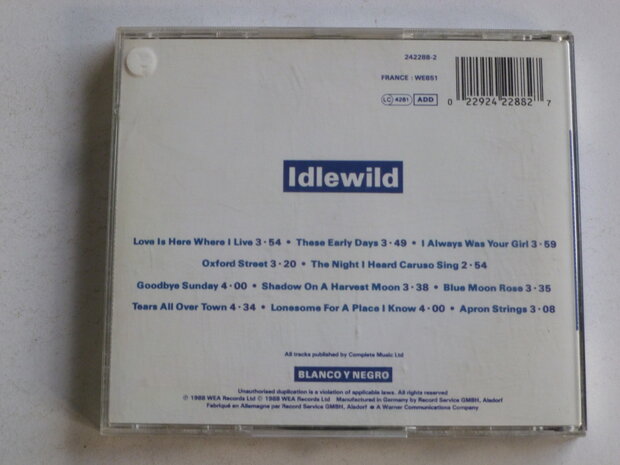 242288-2
FRANCE : WE851
LC 4281 ADD
0 22924 22882 7
Idlewild
Love Is Here Where I Live 3·54 • These Early Days 3·49 • I Always Was Your Girl 3·59
Oxford Street 3·20 • The Night I Heard Caruso Sing 2·54
Goodbye Sunday 4·00 • Shadow On A Harvest Moon 3·38 • Blue Moon Rose 3·35
Tears All Over Town 4·34 • Lonesome For A Place I Know 4·00 • Apron Strings 3·08
All tracks published by Complete Music Ltd
BLANCO Y NEGRO
Unauthorised duplication is a violation of applicable laws. All rights reserved
℗ 1988 WEA Records Ltd © 1988 WEA Records Ltd Manufactured in Germany by Record Service GMBH, Alsdorf
Fabriqué en Allemagne par Record Service GMBH, Alsdorf • A Warner Communications Company